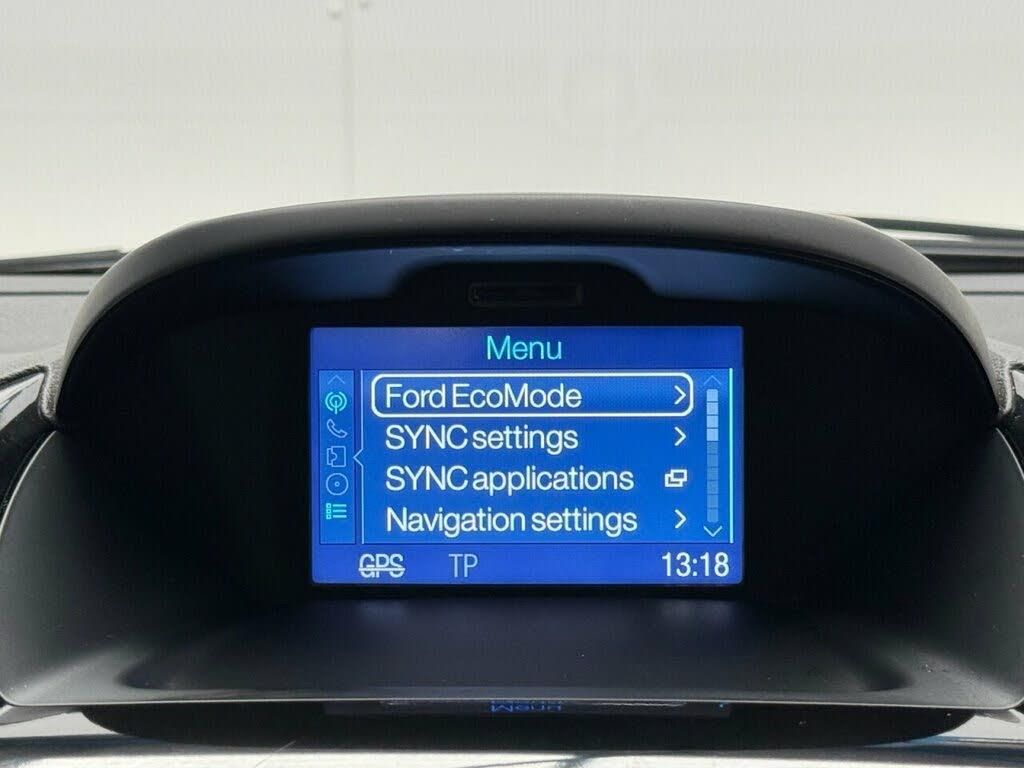 Menu
Ford EcoMode
SYNC settings
SYNC applications
Navigation settings
GPS TP 13:18